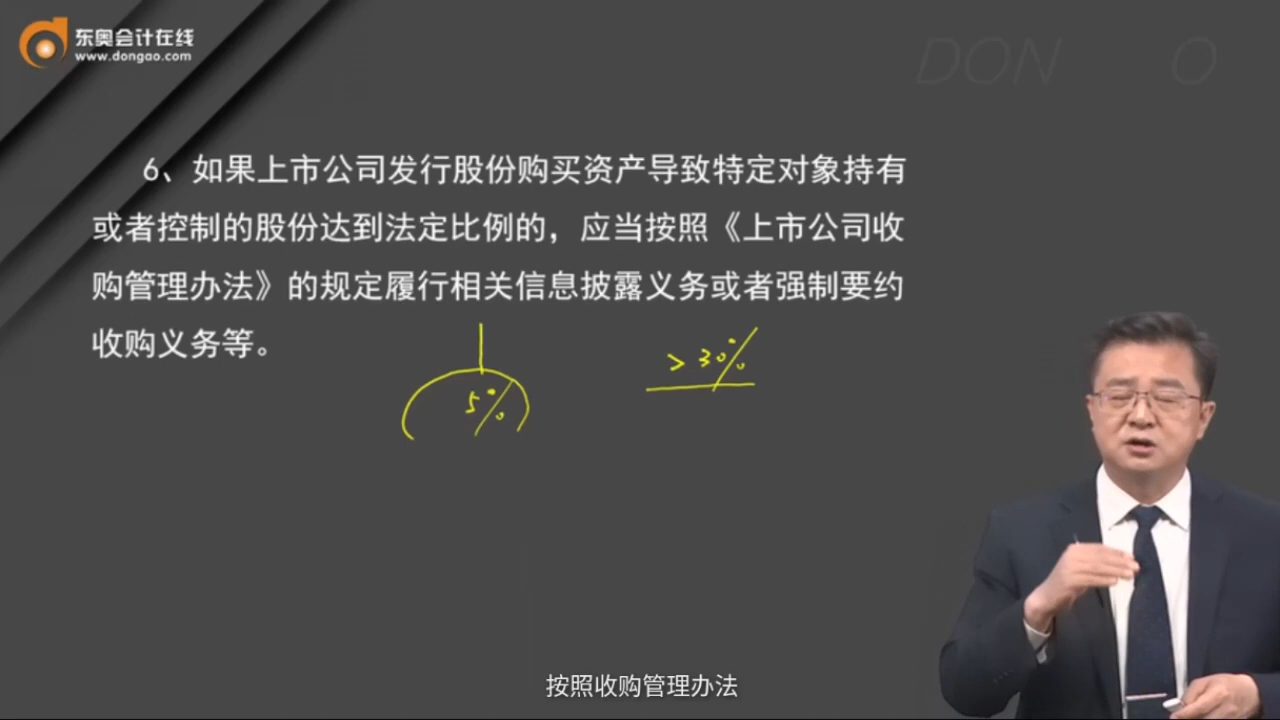 东奥会计在线
www.dongao.com
DON O
6、如果上市公司发行股份购买资产导致特定对象持有
或者控制的股份达到法定比例的，应当按照《上市公司收
购管理办法》的规定履行相关信息披露义务或者强制要约
收购义务等。
5% >30%
按照收购管理办法